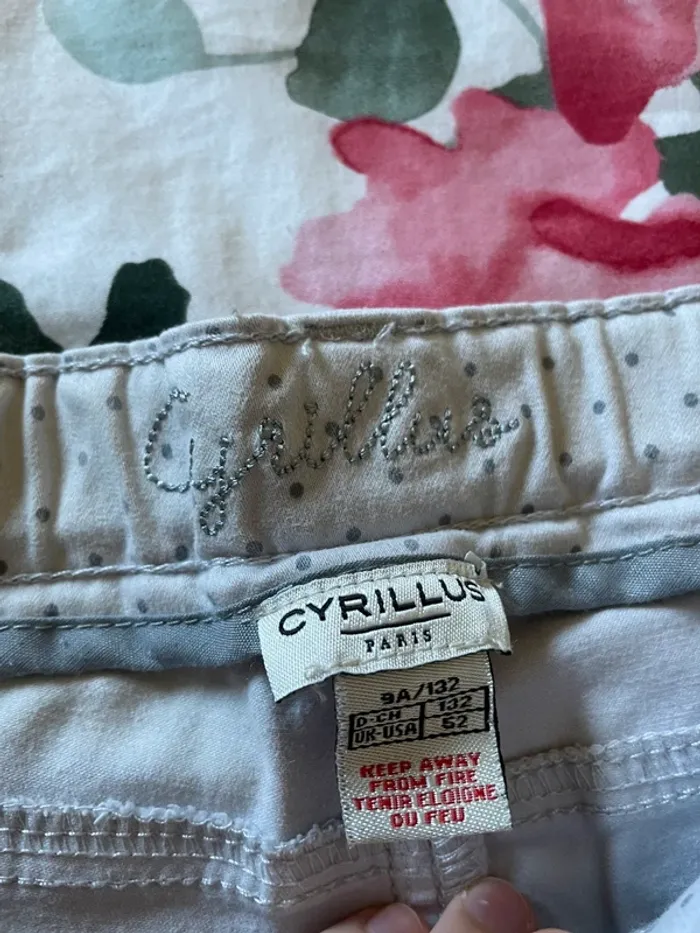 Cyrillus
CYRILLUS
PARIS
9A/132
D-CH 132
UK-USA 52
KEEP AWAY
FROM FIRE
TENIR ELOIGNE
DU FEU